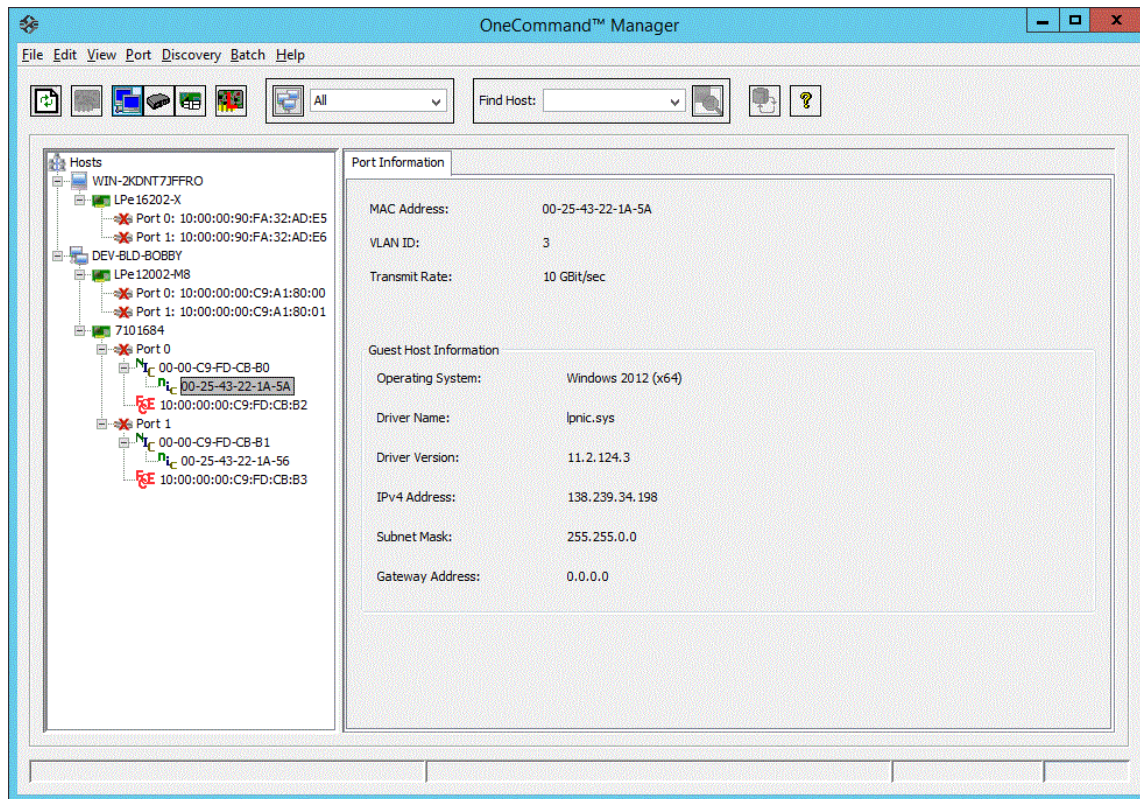 OneCommand™ Manager
File Edit View Port Discovery Batch Help
All
Find Host:
Hosts
WIN-2KDNT7JFFRO
LPe16202-X
Port 0: 10:00:00:90:FA:32:AD:E5
Port 1: 10:00:00:90:FA:32:AD:E6
DEV-BLD-BOBBY
LPe12002-M8
Port 0: 10:00:00:00:C9:A1:80:00
Port 1: 10:00:00:00:C9:A1:80:01
7101684
Port 0
NIC 00-00-C9-FD-CB-B0
nic 00-25-43-22-1A-5A
FCoE 10:00:00:00:C9:FD:CB:B2
Port 1
NIC 00-00-C9-FD-CB-B1
nic 00-25-43-22-1A-56
FCoE 10:00:00:00:C9:FD:CB:B3
Port Information
MAC Address: 00-25-43-22-1A-5A
VLAN ID: 3
Transmit Rate: 10 GBit/sec
Guest Host Information
Operating System: Windows 2012 (x64)
Driver Name: lpnic.sys
Driver Version: 11.2.124.3
IPv4 Address: 138.239.34.198
Subnet Mask: 255.255.0.0
Gateway Address: 0.0.0.0